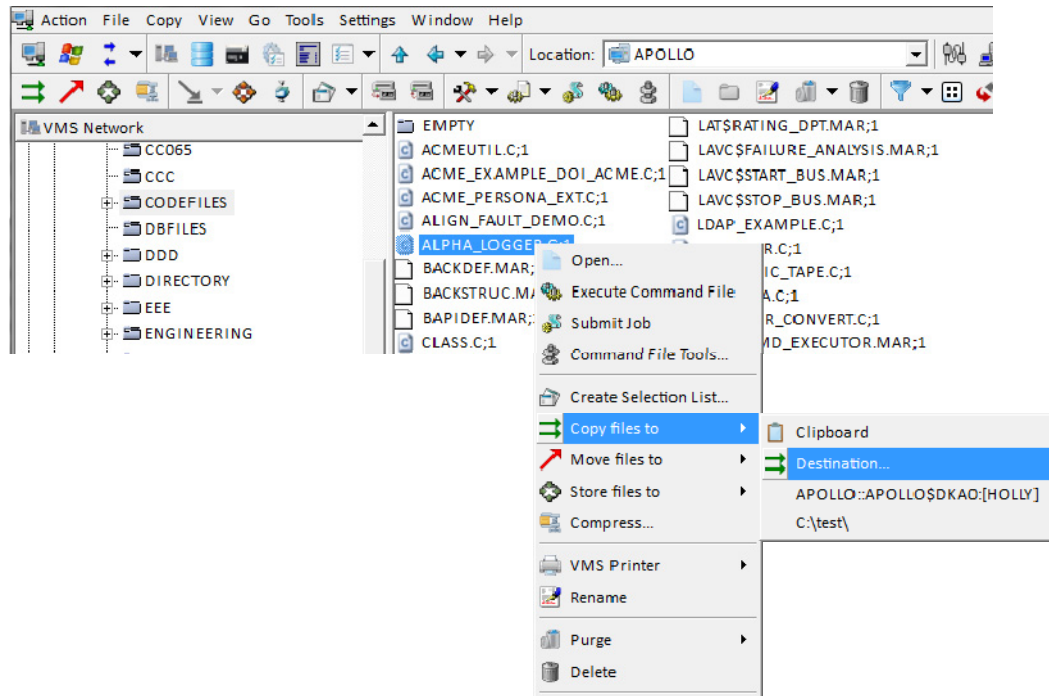 Action File Copy View Go Tools Settings Window Help
Location: APOLLO
VMS Network
CC065
CCC
CODEFILES
DBFILES
DDD
DIRECTORY
EEE
ENGINEERING
EMPTY
ACMEUTIL.C;1
ACME_EXAMPLE_DOI_ACME.C;1
ACME_PERSONA_EXT.C;1
ALIGN_FAULT_DEMO.C;1
ALPHA_LOGGER.C;1
BACKDEF.MAR;
BACKSTRUC.MA
BAPIDEF.MAR;
CLASS.C;1
LAT$RATING_DPT.MAR;1
LAVC$FAILURE_ANALYSIS.MAR;1
LAVC$START_BUS.MAR;1
LAVC$STOP_BUS.MAR;1
LDAP_EXAMPLE.C;1
R.C;1
IC_TAPE.C;1
A.C;1
R_CONVERT.C;1
MD_EXECUTOR.MAR;1
Open...
Execute Command File
Submit Job
Command File Tools...
Create Selection List...
Copy files to
Move files to
Store files to
Compress...
VMS Printer
Rename
Purge
Delete
Clipboard
Destination...
APOLLO::APOLLO$DKA0:[HOLLY]
C:\test\